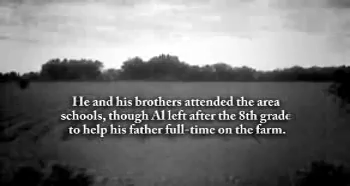 He and his brothers attended the area
schools, though Al left after the 8th grade
to help his father full-time on the farm.